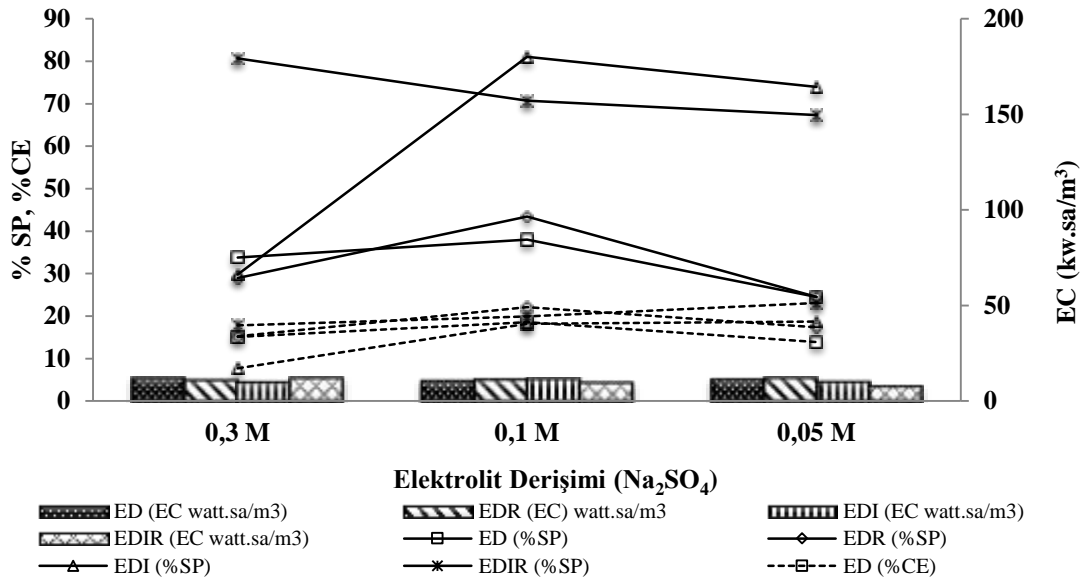 90
80
70
60
50
40
30
20
10
0
% SP, %CE
200
150
100
50
0
EC (kw.sa/m³)
0,3 M 0,1 M 0,05 M
Elektrolit Derişimi (Na₂SO₄)
ED (EC watt.sa/m3) EDR (EC) watt.sa/m3 EDI (EC watt.sa/m3)
EDIR (EC watt.sa/m3) ED (%SP) EDR (%SP)
EDI (%SP) EDIR (%SP) ED (%CE)